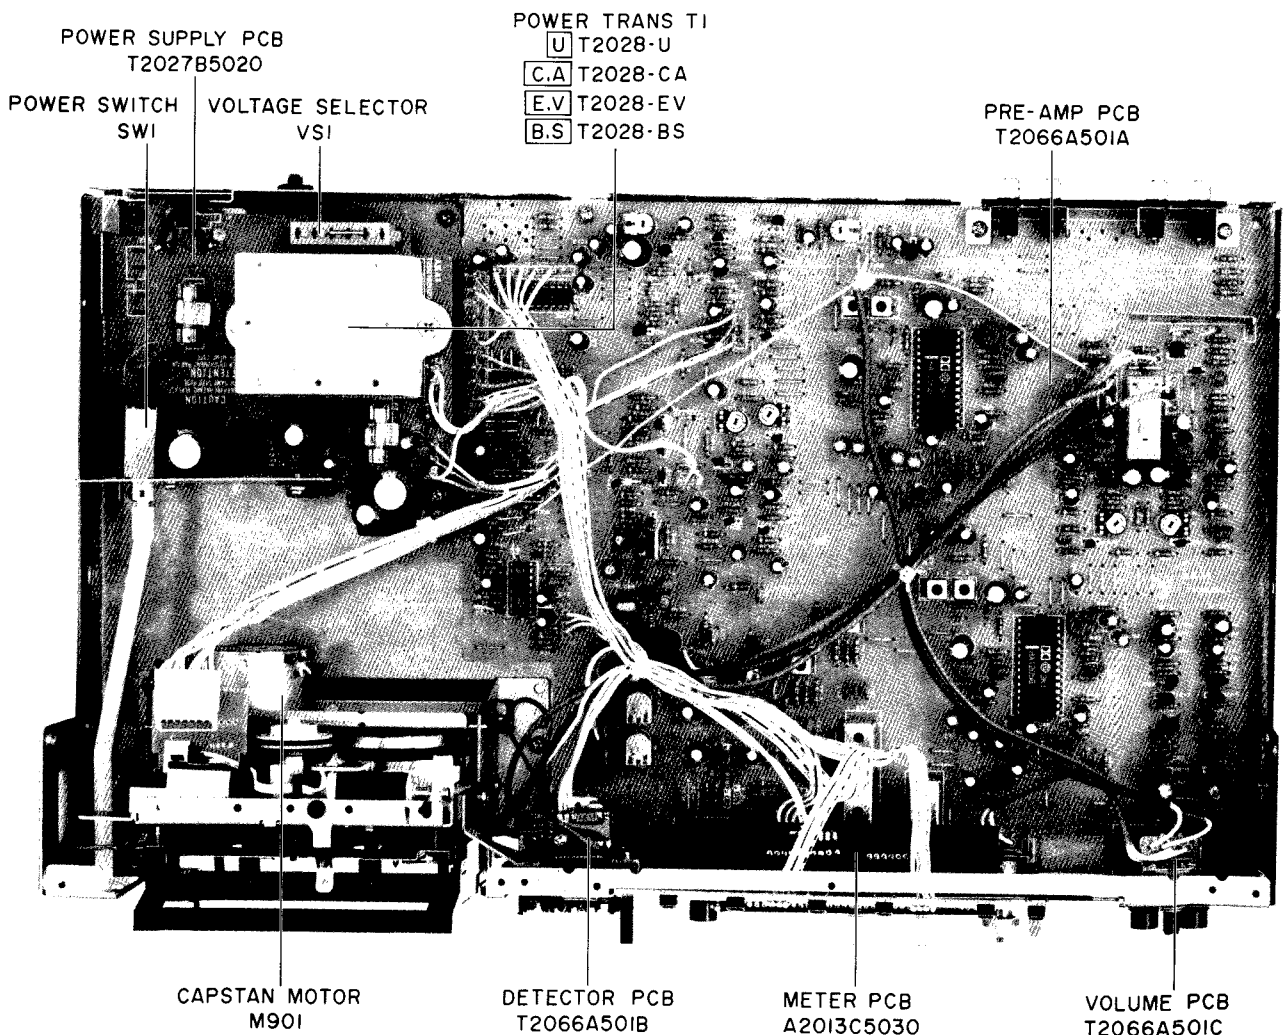 POWER TRANS T1
U T2028-U
C.A T2028-CA
E.V T2028-EV
B.S T2028-BS
POWER SUPPLY PCB
T2027B5020
POWER SWITCH
SW1
VOLTAGE SELECTOR
VS1
PRE-AMP PCB
T2066A501A
CAUTION
CAPSTAN MOTOR
M901
DETECTOR PCB
T2066A501B
METER PCB
A2013C5030
VOLUME PCB
T2066A501C